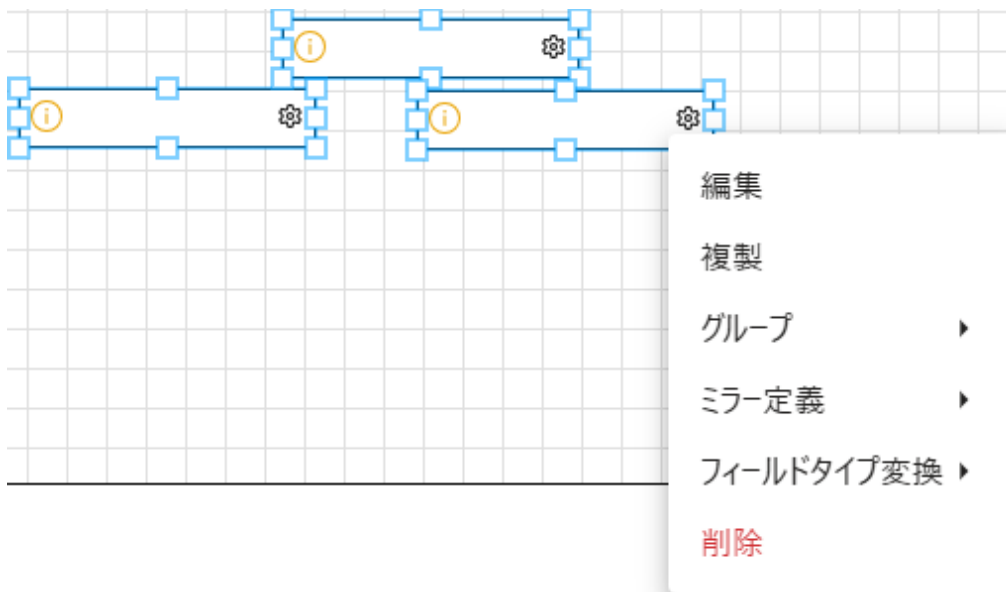 編集
複製
グループ
ミラー定義
フィールドタイプ変換
削除